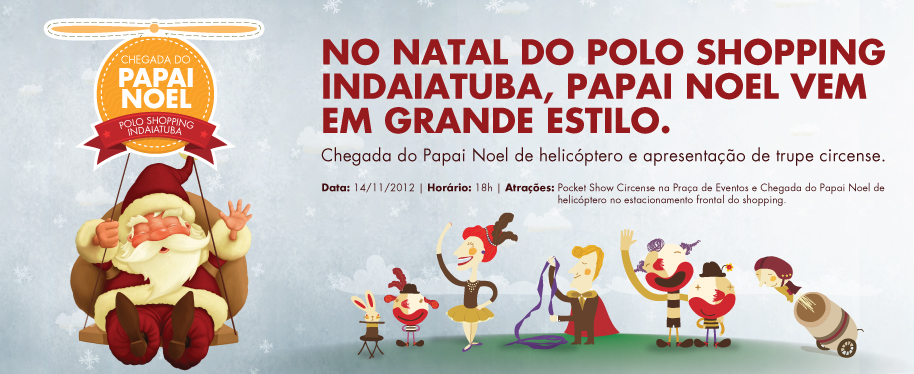 CHEGADA DO
PAPAI
NOEL
POLO SHOPPING
INDAIATUBA
NO NATAL DO POLO SHOPPING
INDAIATUBA, PAPAI NOEL VEM
EM GRANDE ESTILO.
Chegada do Papai Noel de helicóptero e apresentação de trupe circense.
Data: 14/11/2012 | Horário: 18h | Atrações: Pocket Show Circense na Praça de Eventos e Chegada do Papai Noel de
helicóptero no estacionamento frontal do shopping.